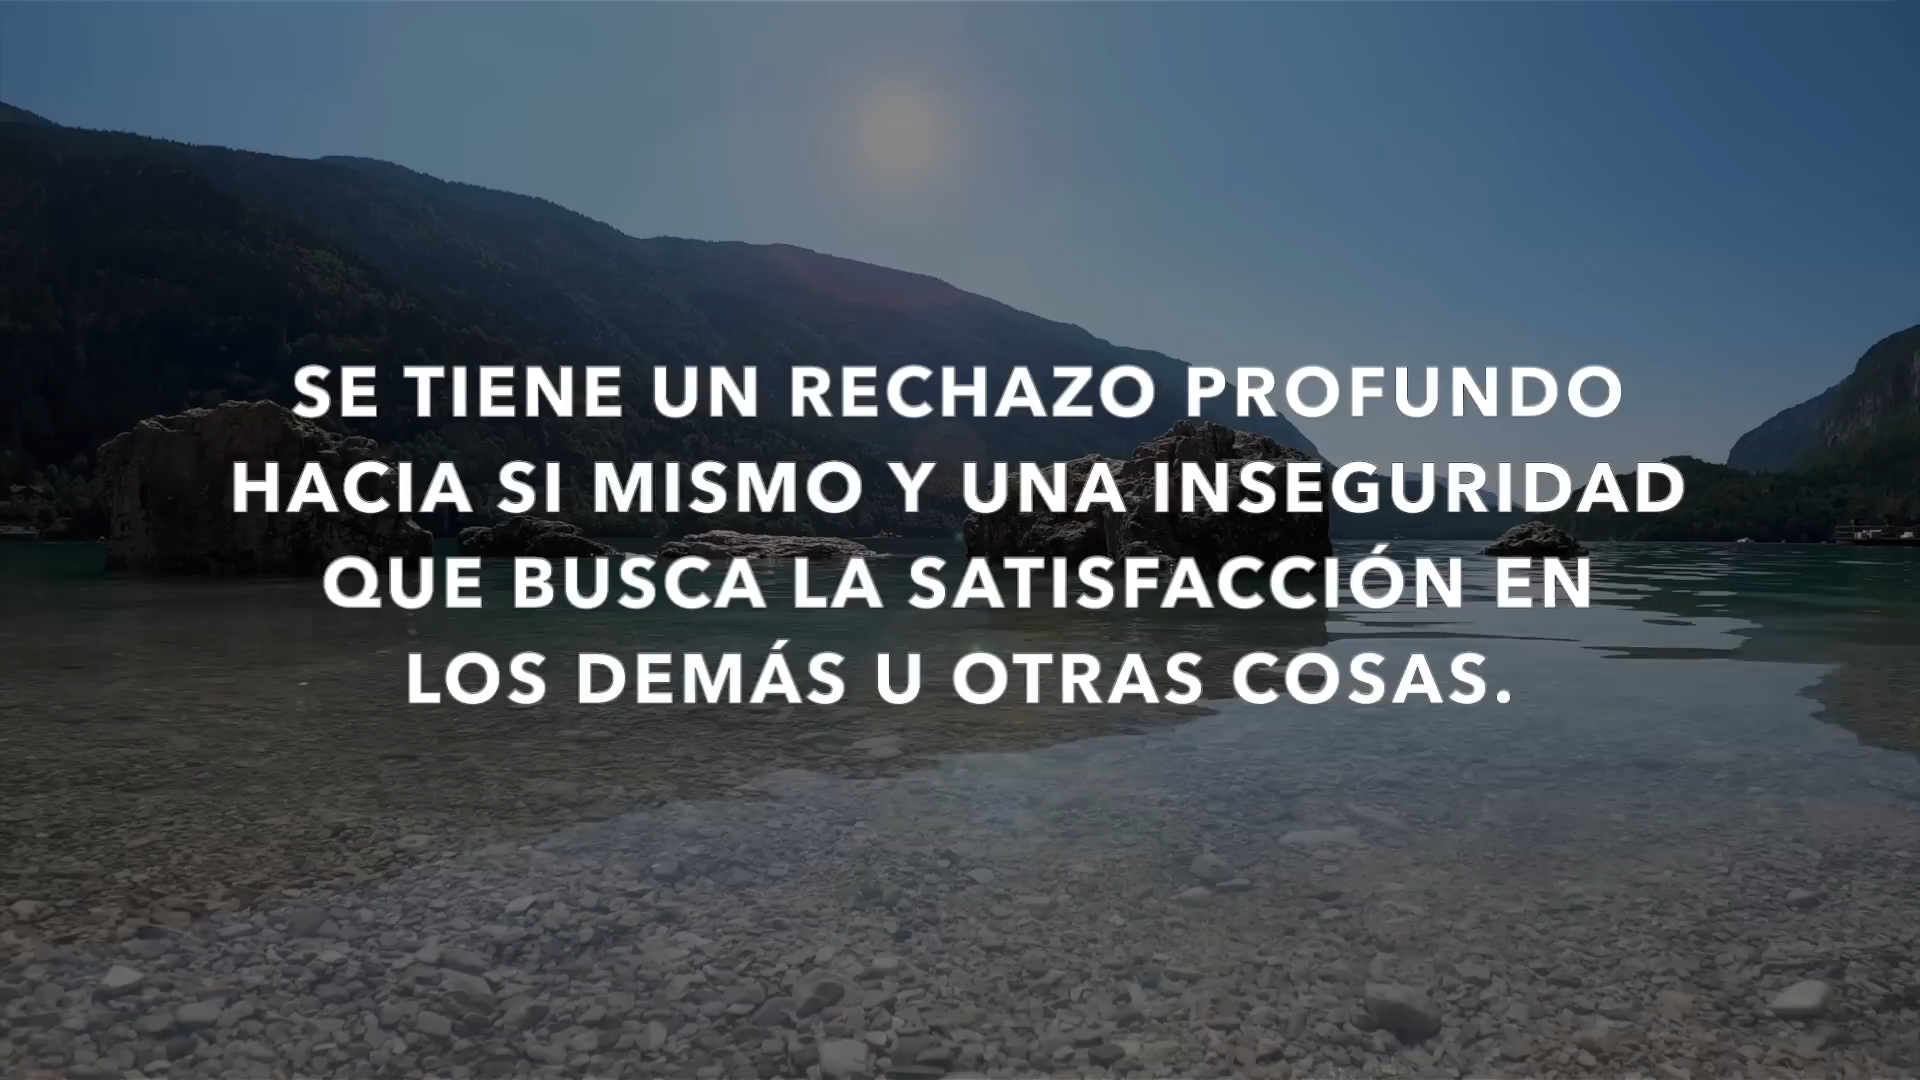 SE TIENE UN RECHAZO PROFUNDO
HACIA SI MISMO Y UNA INSEGURIDAD
QUE BUSCA LA SATISFACCIÓN EN
LOS DEMÁS U OTRAS COSAS.